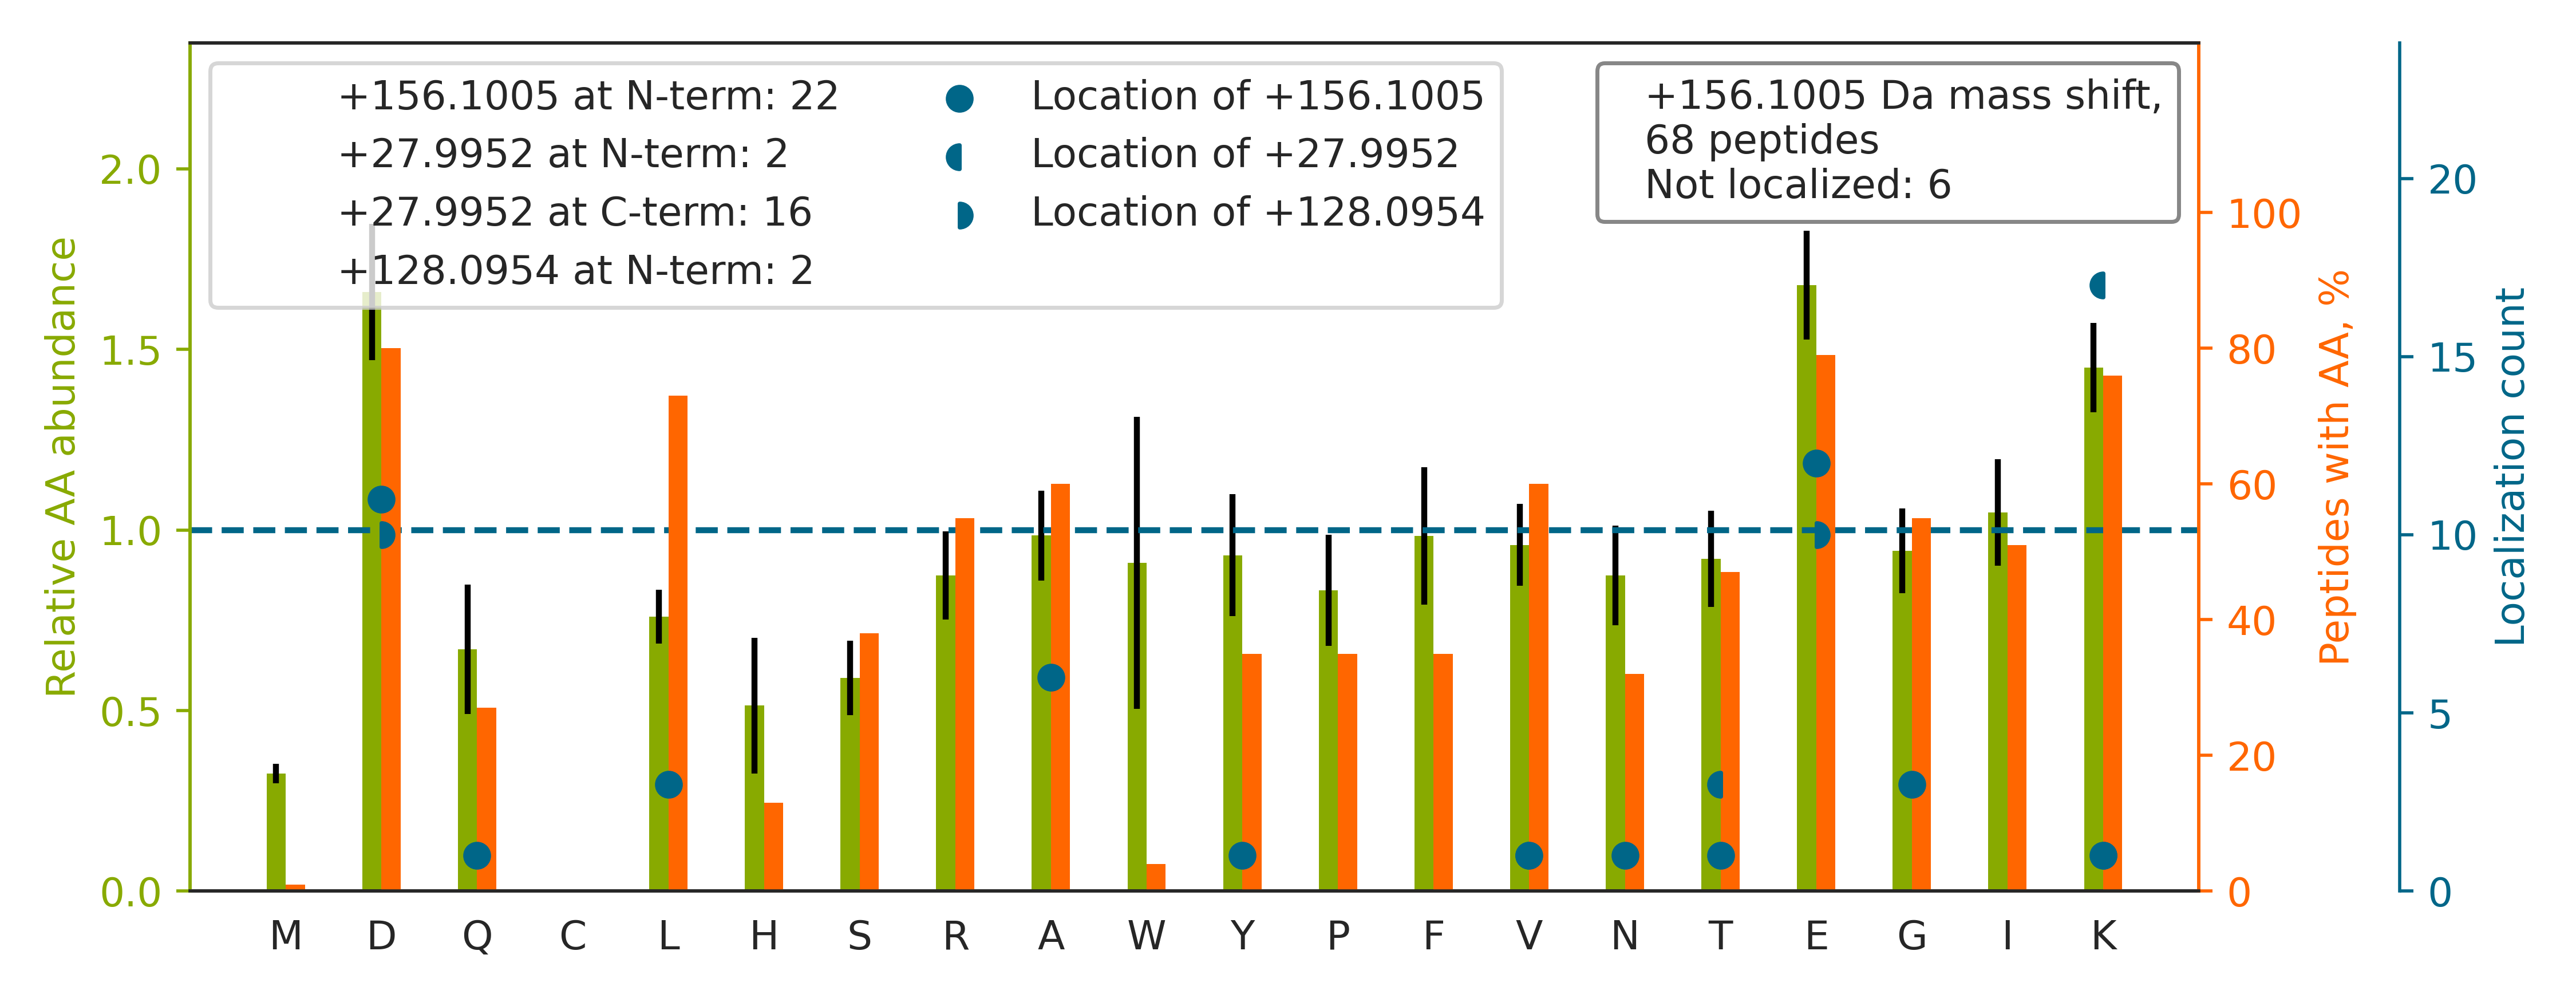 +156.1005 at N-term: 22
+27.9952 at N-term: 2
+27.9952 at C-term: 16
+128.0954 at N-term: 2
Location of +156.1005
Location of +27.9952
Location of +128.0954
+156.1005 Da mass shift,
68 peptides
Not localized: 6
Relative AA abundance
2.0
1.5
1.0
0.5
0.0
M D Q C L H S R A W Y P F V N T E G I K
100
80
60
40
20
0
Peptides with AA, %
20
15
10
5
0
Localization count